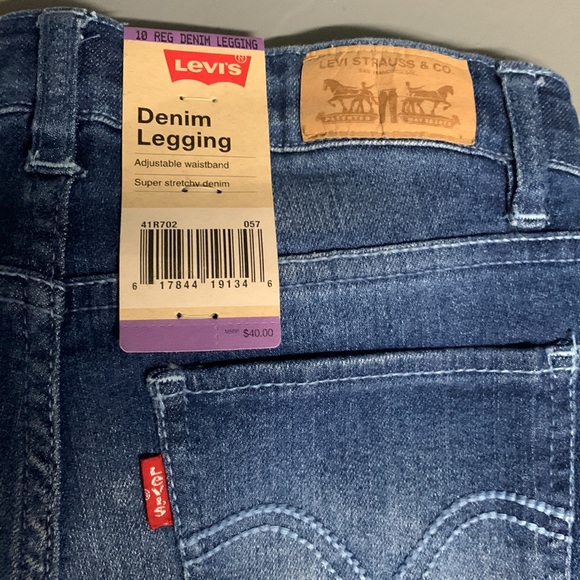 10 REG DENIM LEGGING
LEVI'S®
Denim
Legging
Adjustable waistband
Super stretchy denim
41R702 057
6 17844 19134 6
$40.00
LEVI STRAUSS & CO.
LEVI'S